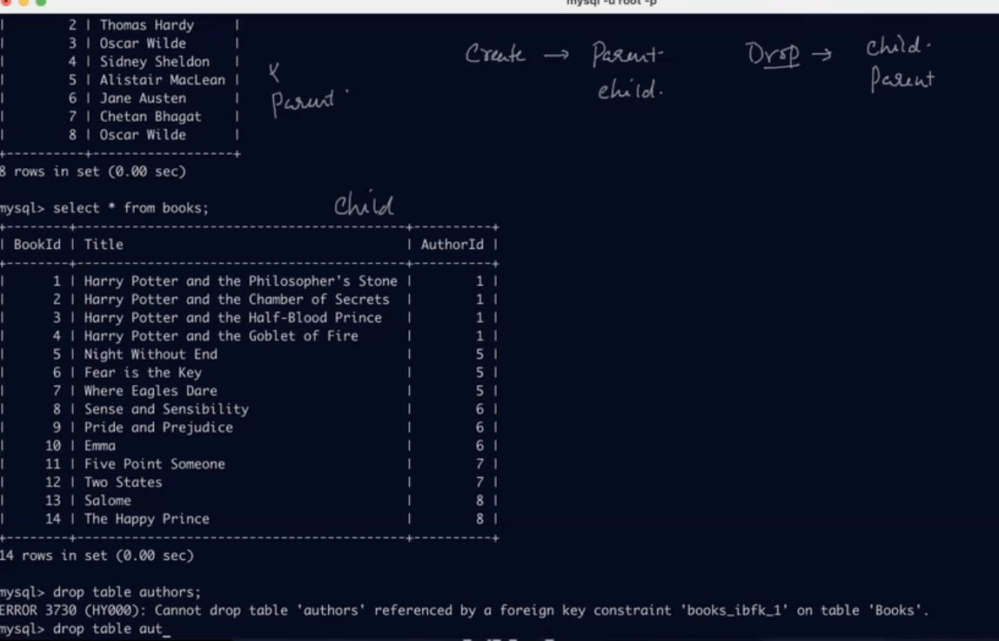 mysql -u root -p
| 2 | Thomas Hardy |
| 3 | Oscar Wilde |
| 4 | Sidney Sheldon |
| 5 | Alistair MacLean |
| 6 | Jane Austen |
| 7 | Chetan Bhagat |
| 8 | Oscar Wilde |
+----------+------------------+
Parent
Create → Parent
child.
Drop → child.
Parent
8 rows in set (0.00 sec)
mysql> select * from books;
Child
+--------+------------------------------------------+----------+
| BookId | Title | AuthorId |
+--------+------------------------------------------+----------+
| 1 | Harry Potter and the Philosopher's Stone | 1 |
| 2 | Harry Potter and the Chamber of Secrets | 1 |
| 3 | Harry Potter and the Half-Blood Prince | 1 |
| 4 | Harry Potter and the Goblet of Fire | 1 |
| 5 | Night Without End | 5 |
| 6 | Fear is the Key | 5 |
| 7 | Where Eagles Dare | 5 |
| 8 | Sense and Sensibility | 6 |
| 9 | Pride and Prejudice | 6 |
| 10 | Emma | 6 |
| 11 | Five Point Someone | 7 |
| 12 | Two States | 7 |
| 13 | Salome | 8 |
| 14 | The Happy Prince | 8 |
+--------+------------------------------------------+----------+
14 rows in set (0.00 sec)
mysql> drop table authors;
ERROR 3730 (HY000): Cannot drop table 'authors' referenced by a foreign key constraint 'books_ibfk_1' on table 'Books'.
mysql> drop table aut_